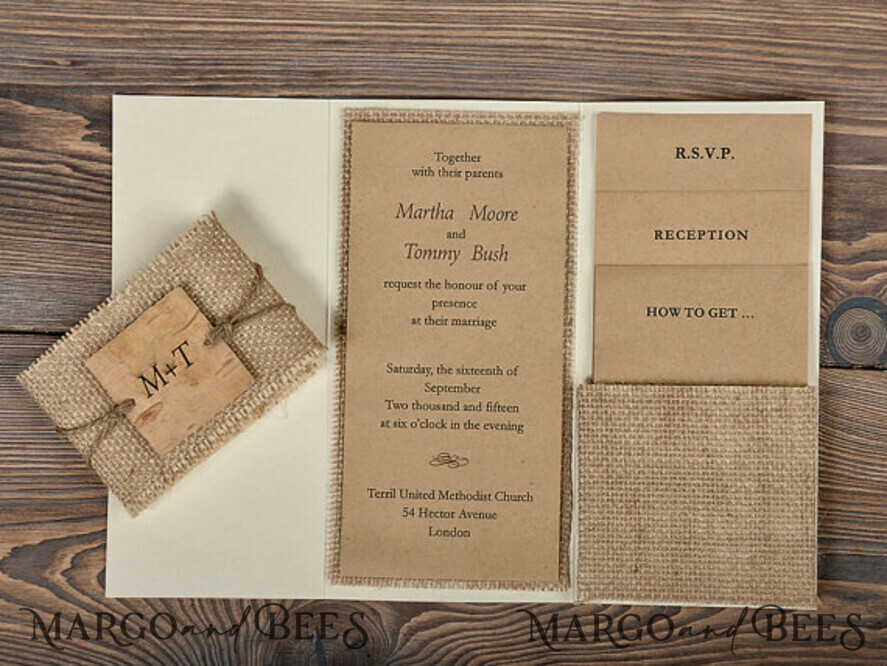 M+T
Together
with their parents
Martha Moore
and
Tommy Bush
request the honour of your
presence
at their marriage
Saturday, the sixteenth of
September
Two thousand and fifteen
at six o'clock in the evening
Terril United Methodist Church
54 Hector Avenue
London
R.S.V.P.
RECEPTION
HOW TO GET ...
MARGO and BEES
MARGO and BEES